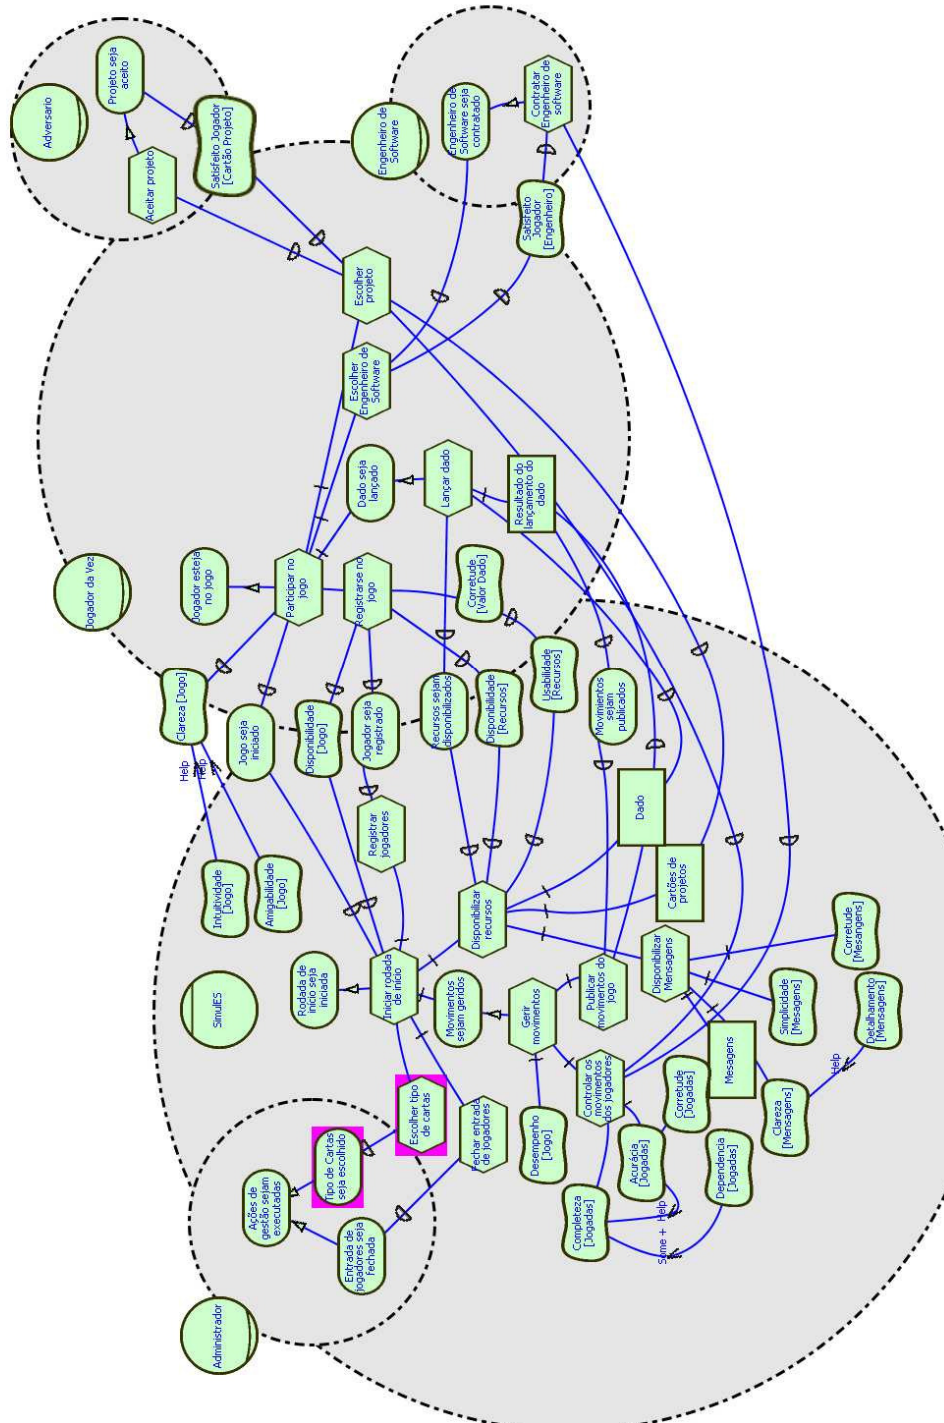 Adversario
Projeto seja
aceito
Aceitar projeto
Satisfeito Jogador
[Cartão Projeto]
Engenheiro de
Software
Engenheiro de
Software seja
contratado
Contratar
Engenheiro de
software
Satisfeito
Jogador
[Engenheiro]
Escolher
projeto
Escolher
Engenheiro de
Software
Jogador da Vez
Jogador esteja
no jogo
Participar no
jogo
Registrarse no
jogo
Dado seja
lançado
Lançar dado
Resultado do
lançamento do
dado
Corretude
[Valor Dado]
Clareza [Jogo]
Help
Help
Jogo seja
iniciado
Disponibilidade
[Jogo]
Jogador seja
registrado
Recursos sejam
disponibilizados
Disponibilidade
[Recursos]
Usabilidade
[Recursos]
Movimientos
sejam
publicados
Intuitividade
[Jogo]
Amigabilidade
[Jogo]
Registrar
jogadores
Dado
Cartões de
projetos
Disponibilizar
recursos
SimulES
Rodada de
inicio seja
iniciada
Iniciar rodada
de inicio
Movimentos
sejam geridos
Gerir
movimentos
Publicar
movimentos do
jogo
Disponibilizar
Mensagens
Corretude
[Mesangens]
Simplicidade
[Mesagens]
Detalhamento
[Mensagens]
Help
Mesagens
Clareza
[Mensagens]
Controlar os
movimentos
dos jogadores
Corretude
[Jogadas]
Acurácia
[Jogadas]
Dependencia
[Jogadas]
Desempenho
[Jogo]
Completeza
[Jogadas]
Some +
Help
Escolher tipo
de cartas
Fechar entrada
de jogadores
Tipo de Cartas
seja escolhido
Ações de
gestão sejam
executadas
Entrada de
jogadores seja
fechada
Administrador